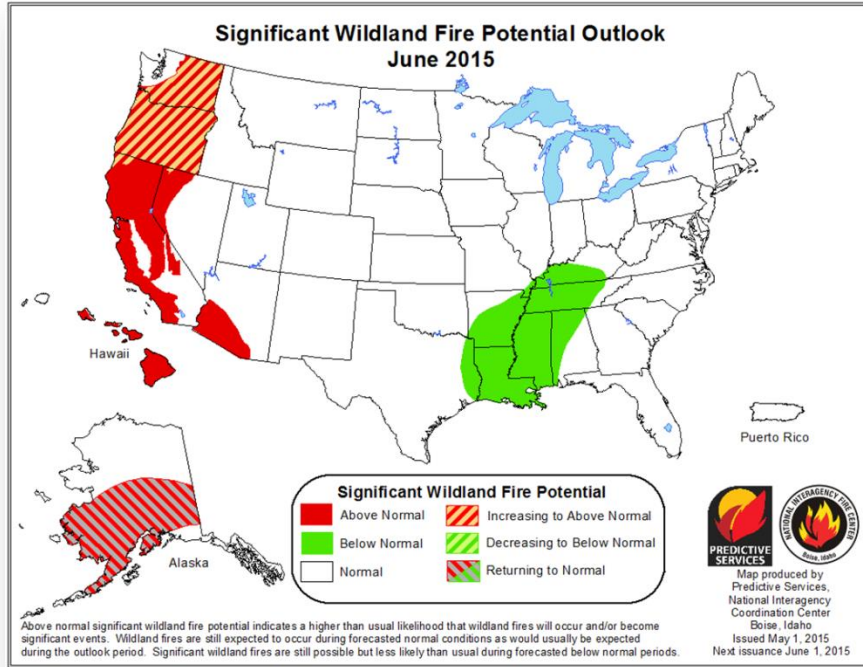 Significant Wildland Fire Potential Outlook
June 2015
Hawaii
Puerto Rico
Alaska
Significant Wildland Fire Potential
Above Normal
Increasing to Above Normal
Below Normal
Decreasing to Below Normal
Normal
Returning to Normal
PREDICTIVE
SERVICES
NATIONAL INTERAGENCY FIRE CENTER
Boise, Idaho
Map produced by
Predictive Services,
National Interagency
Coordination Center
Boise, Idaho
Issued May 1, 2015
Next issuance June 1, 2015
Above normal significant wildland fire potential indicates a higher than usual likelihood that wildland fires will occur and/or become
significant events. Wildland fires are still expected to occur during forecasted normal conditions as would usually be expected
during the outlook period. Significant wildland fires are still possible but less likely than usual during forecasted below normal periods.